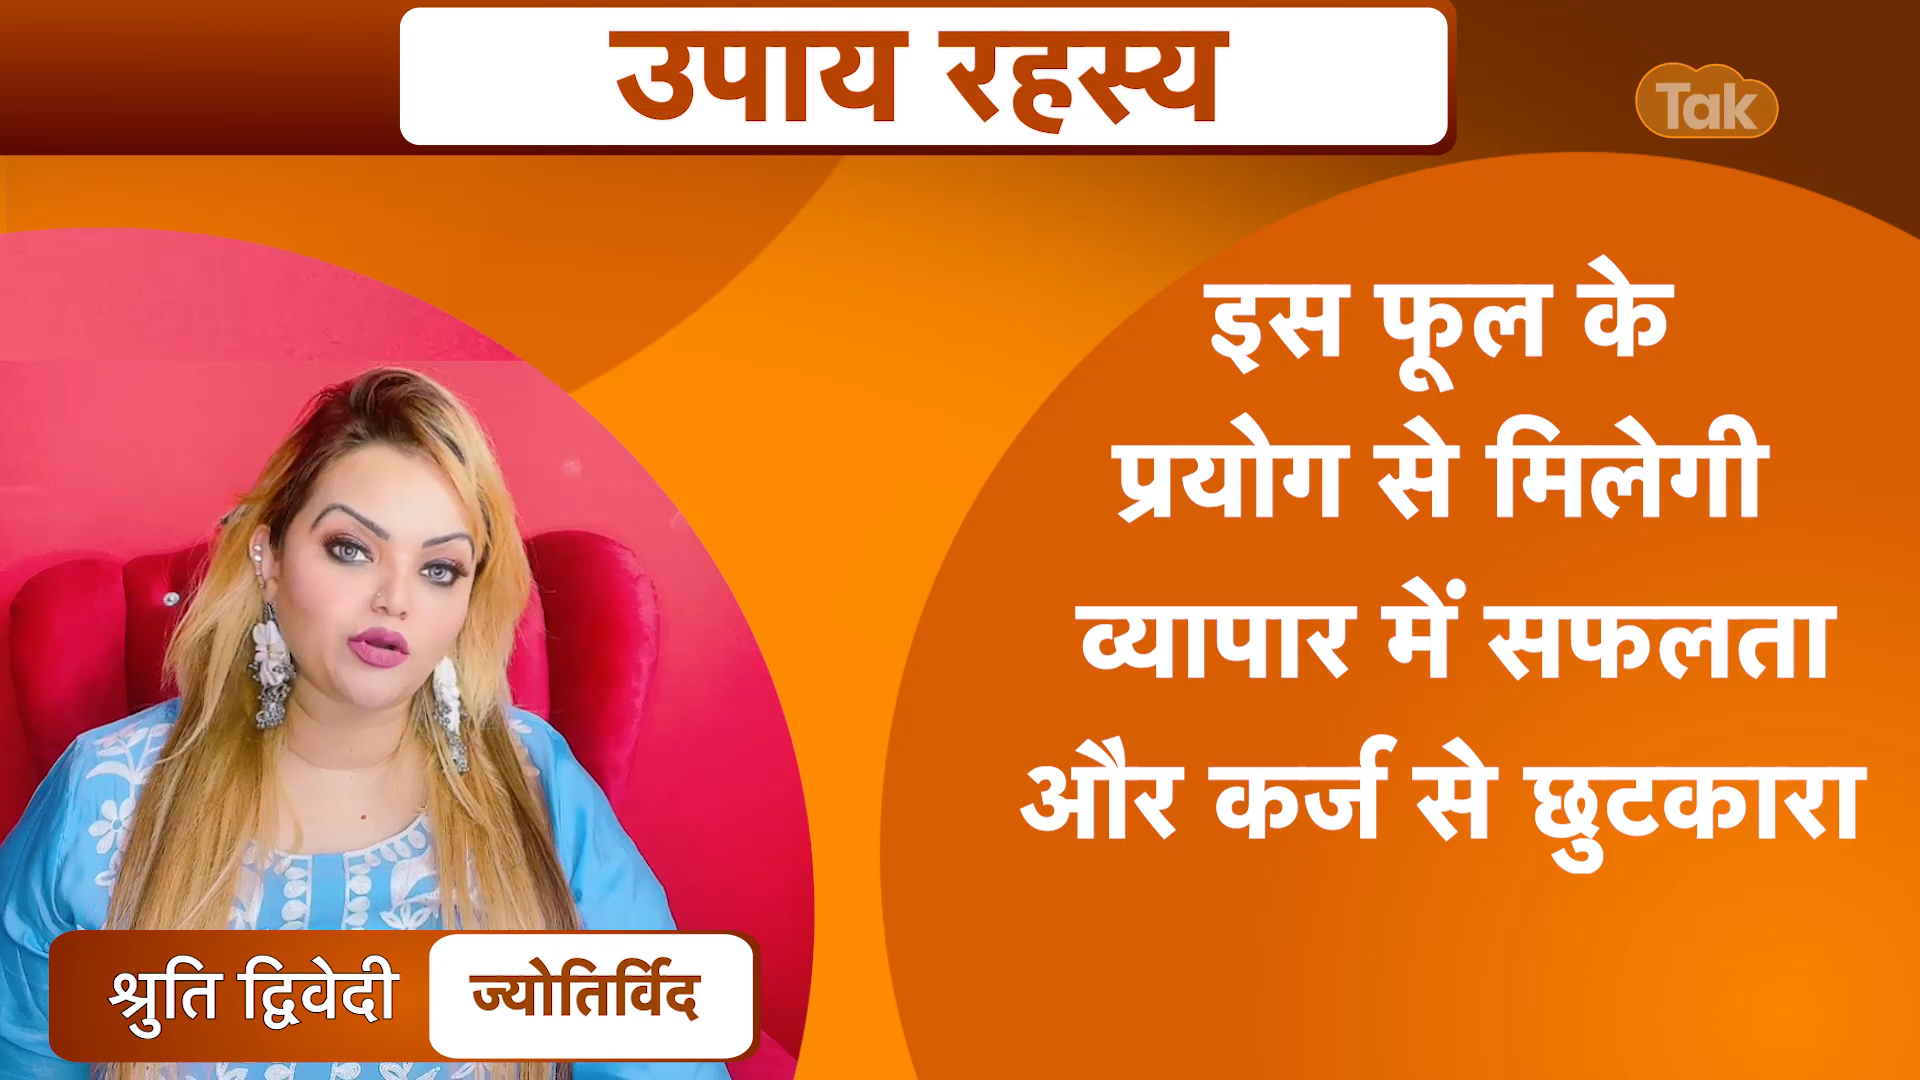 उपाय रहस्य
Tak
इस फूल के
प्रयोग से मिलेगी
व्यापार में सफलता
और कर्ज से छुटकारा
श्रुति द्विवेदी
ज्योतिर्विद